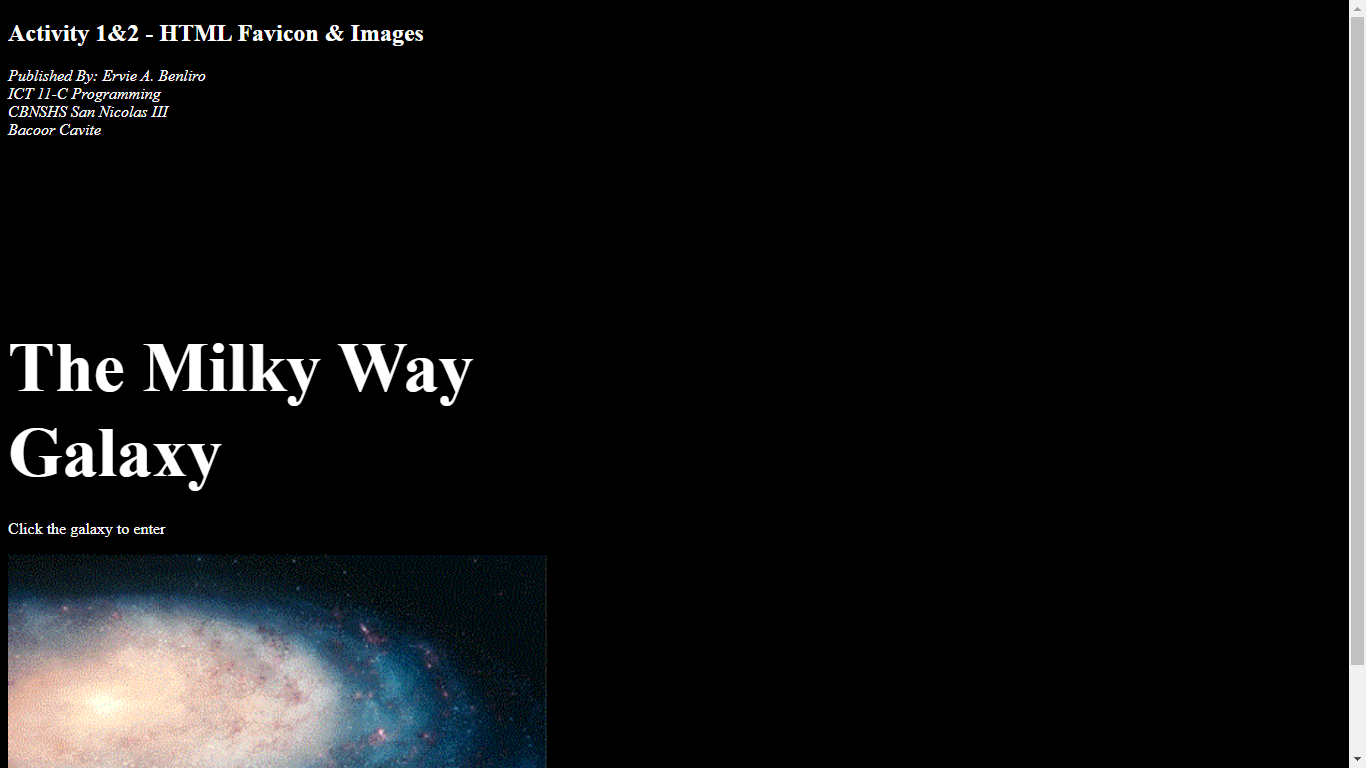 Activity 1&2 - HTML Favicon & Images
Published By: Ervie A. Benliro
ICT 11-C Programming
CBNSHS San Nicolas III
Bacoor Cavite
The Milky Way
Galaxy
Click the galaxy to enter